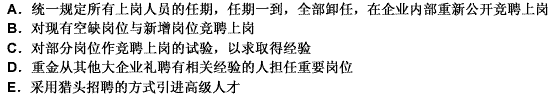 A．统一规定所有上岗人员的任期，任期一到，全部卸任，在企业内部重新公开竞聘上岗
B．对现有空缺岗位与新增岗位竞聘上岗
C．对部分岗位作竞聘上岗的试验，以求取得经验
D．重金从其他大企业礼聘有相关经验的人担任重要岗位
E．采用猎头招聘的方式引进高级人才